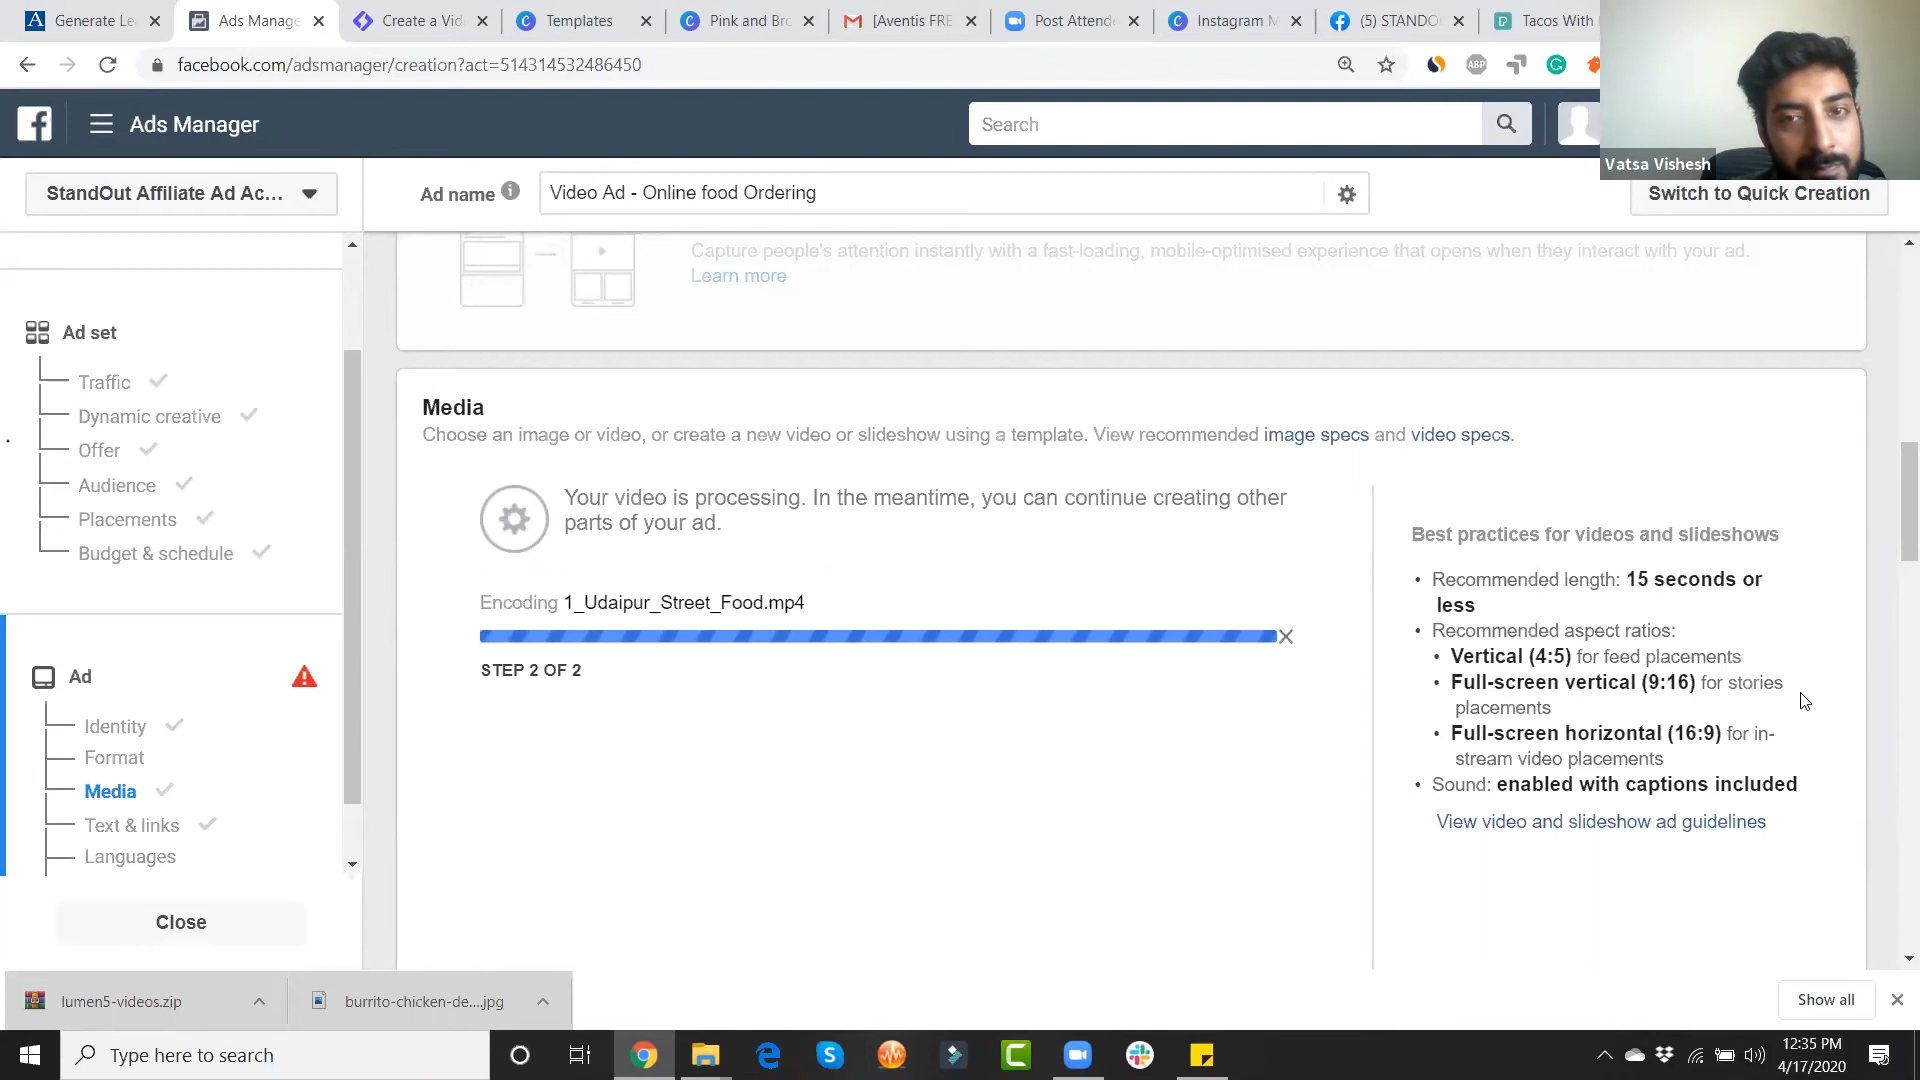 Generate Le
Ads Manage
Create a Vid
Templates
Pink and Bro
[Aventis FRE
Post Attende
Instagram M
(5) STANDO
Tacos With
facebook.com/adsmanager/creation?act=514314532486450
ABP
Ads Manager
Search
Vatsa Vishesh
StandOut Affiliate Ad Ac...
Ad name
Video Ad - Online food Ordering
Switch to Quick Creation
Capture people's attention instantly with a fast-loading, mobile-optimised experience that opens when they interact with your ad.
Learn more
Ad set
Traffic
Dynamic creative
Offer
Audience
Placements
Budget & schedule
Ad
Identity
Format
Media
Text & links
Languages
Close
Media
Choose an image or video, or create a new video or slideshow using a template. View recommended image specs and video specs.
Your video is processing. In the meantime, you can continue creating other
parts of your ad.
Encoding 1_Udaipur_Street_Food.mp4
STEP 2 OF 2
Best practices for videos and slideshows
• Recommended length: 15 seconds or
less
• Recommended aspect ratios:
• Vertical (4:5) for feed placements
• Full-screen vertical (9:16) for stories
placements
• Full-screen horizontal (16:9) for in-
stream video placements
• Sound: enabled with captions included
View video and slideshow ad guidelines
lumen5-videos.zip
burrito-chicken-de....jpg
Show all
Type here to search
12:35 PM
4/17/2020